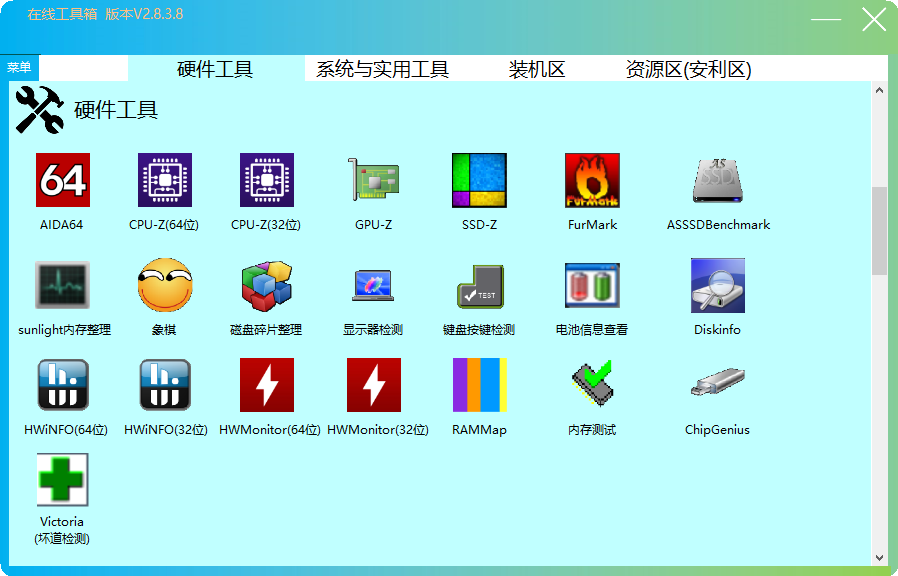 在线工具箱 版本V2.8.3.8
菜单
硬件工具 系统与实用工具 装机区 资源区(安利区)
硬件工具
64 FurMark AS SSD
AIDA64 CPU-Z(64位) CPU-Z(32位) GPU-Z SSD-Z FurMark ASSSDBenchmark
TEST
sunlight内存整理 象棋 磁盘碎片整理 显示器检测 键盘按键检测 电池信息查看 Diskinfo
HWiNFO(64位) HWiNFO(32位) HWMonitor(64位) HWMonitor(32位) RAMMap 内存测试 ChipGenius
Victoria
(坏道检测)